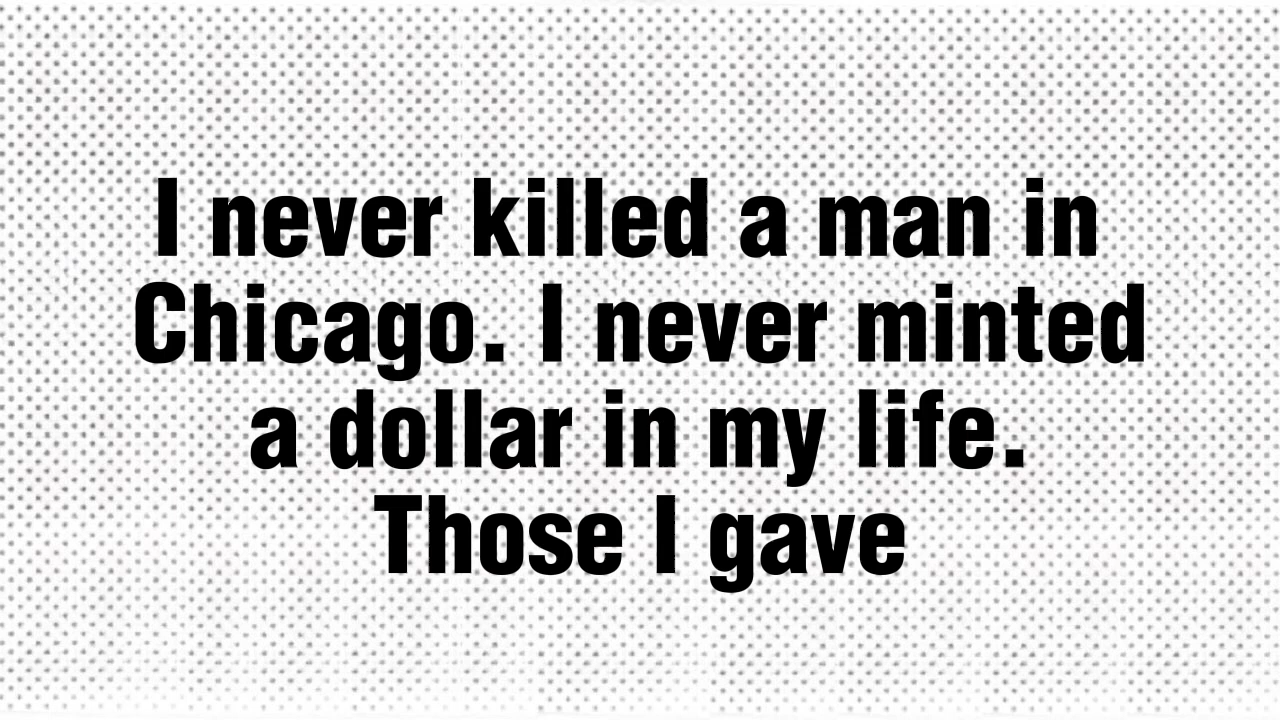 I never killed a man in
Chicago. I never minted
a dollar in my life.
Those I gave